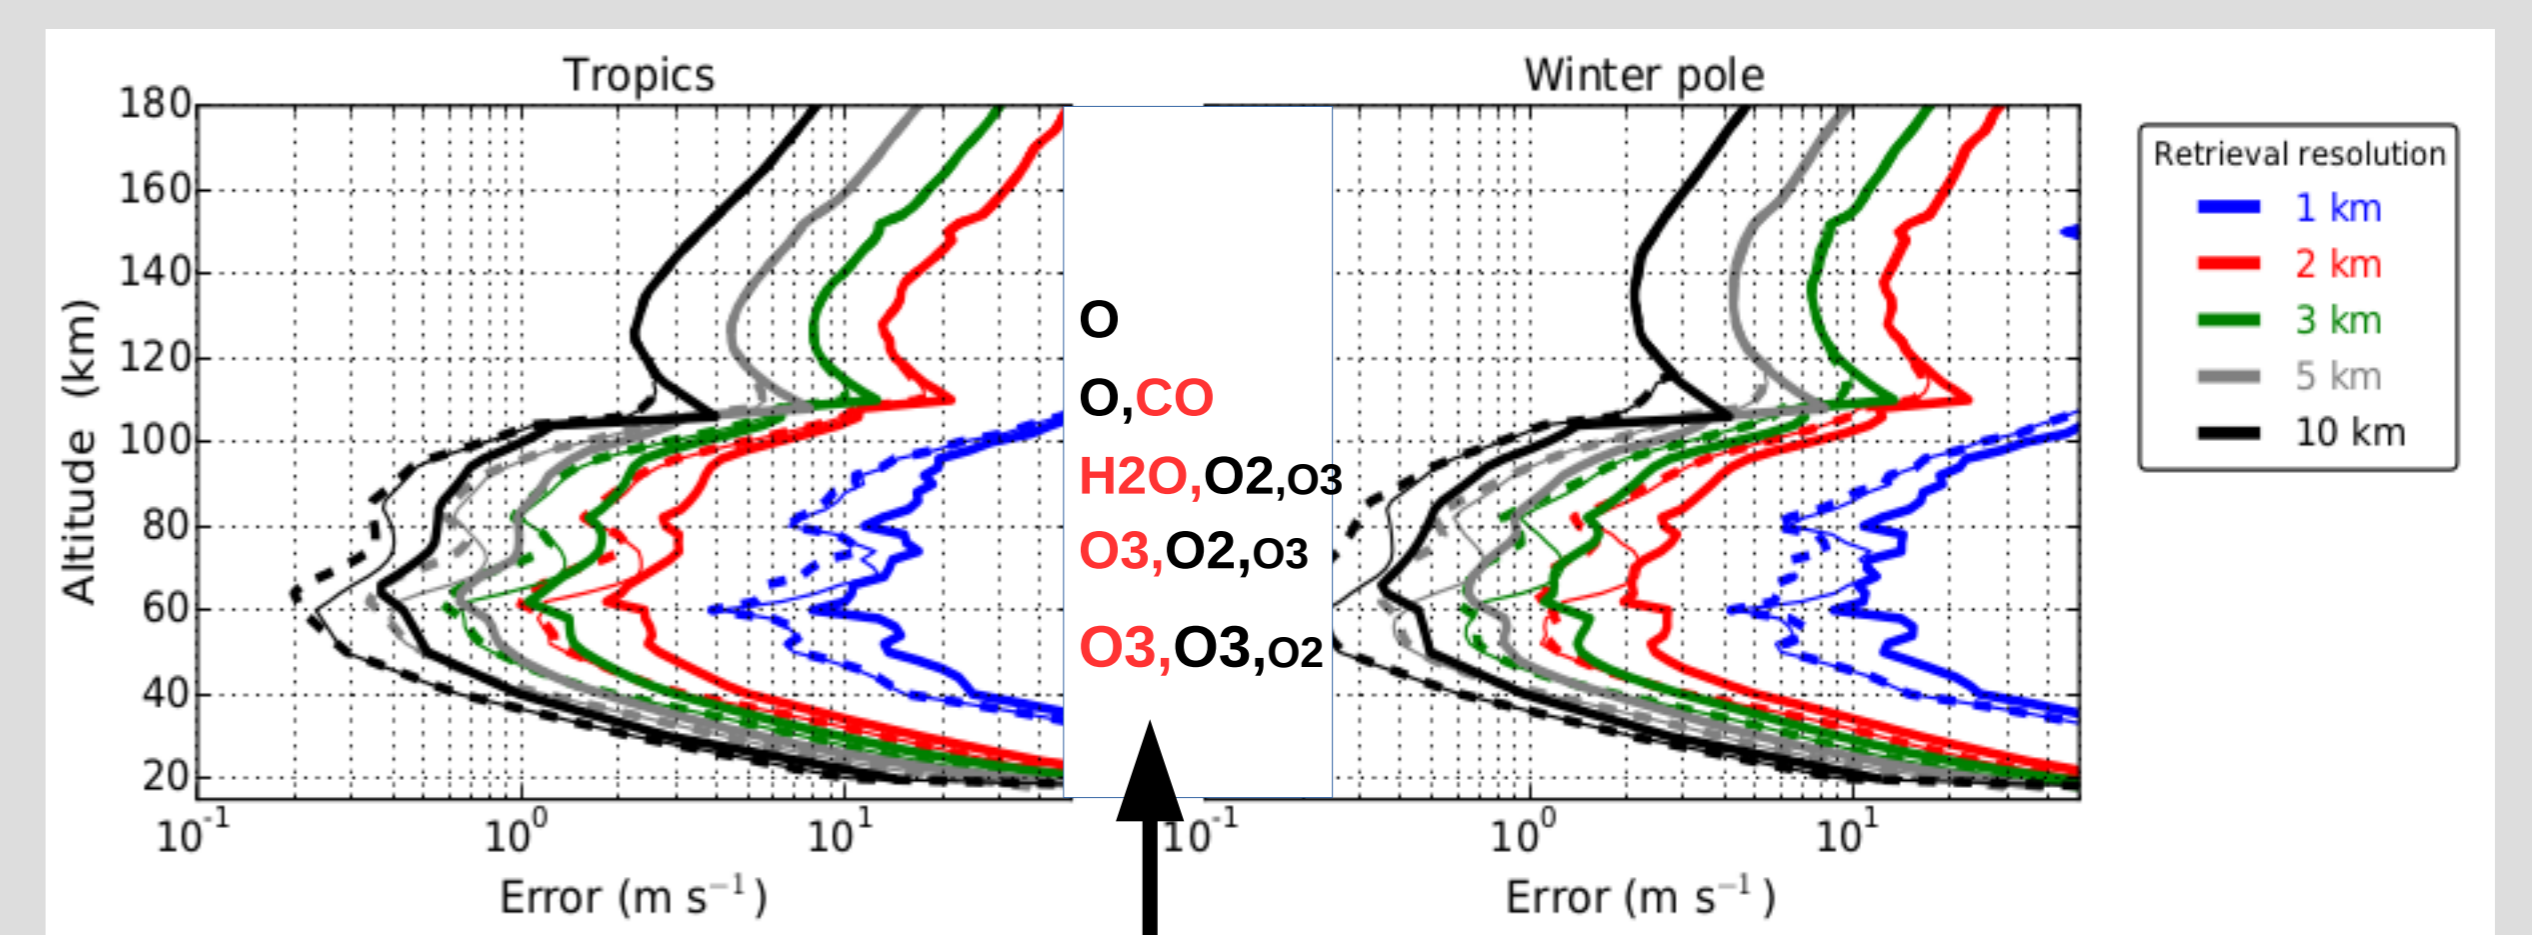 Tropics
Winter pole
180
160
140
120
100
80
60
40
20
Altitude (km)
10⁻¹
10⁰
10¹
Error (m s⁻¹)
O
O,CO
H2O,O2,O3
O3,O2,O3
O3,O3,O2
10⁻¹
10⁰
10¹
Error (m s⁻¹)
Retrieval resolution
1 km
2 km
3 km
5 km
10 km